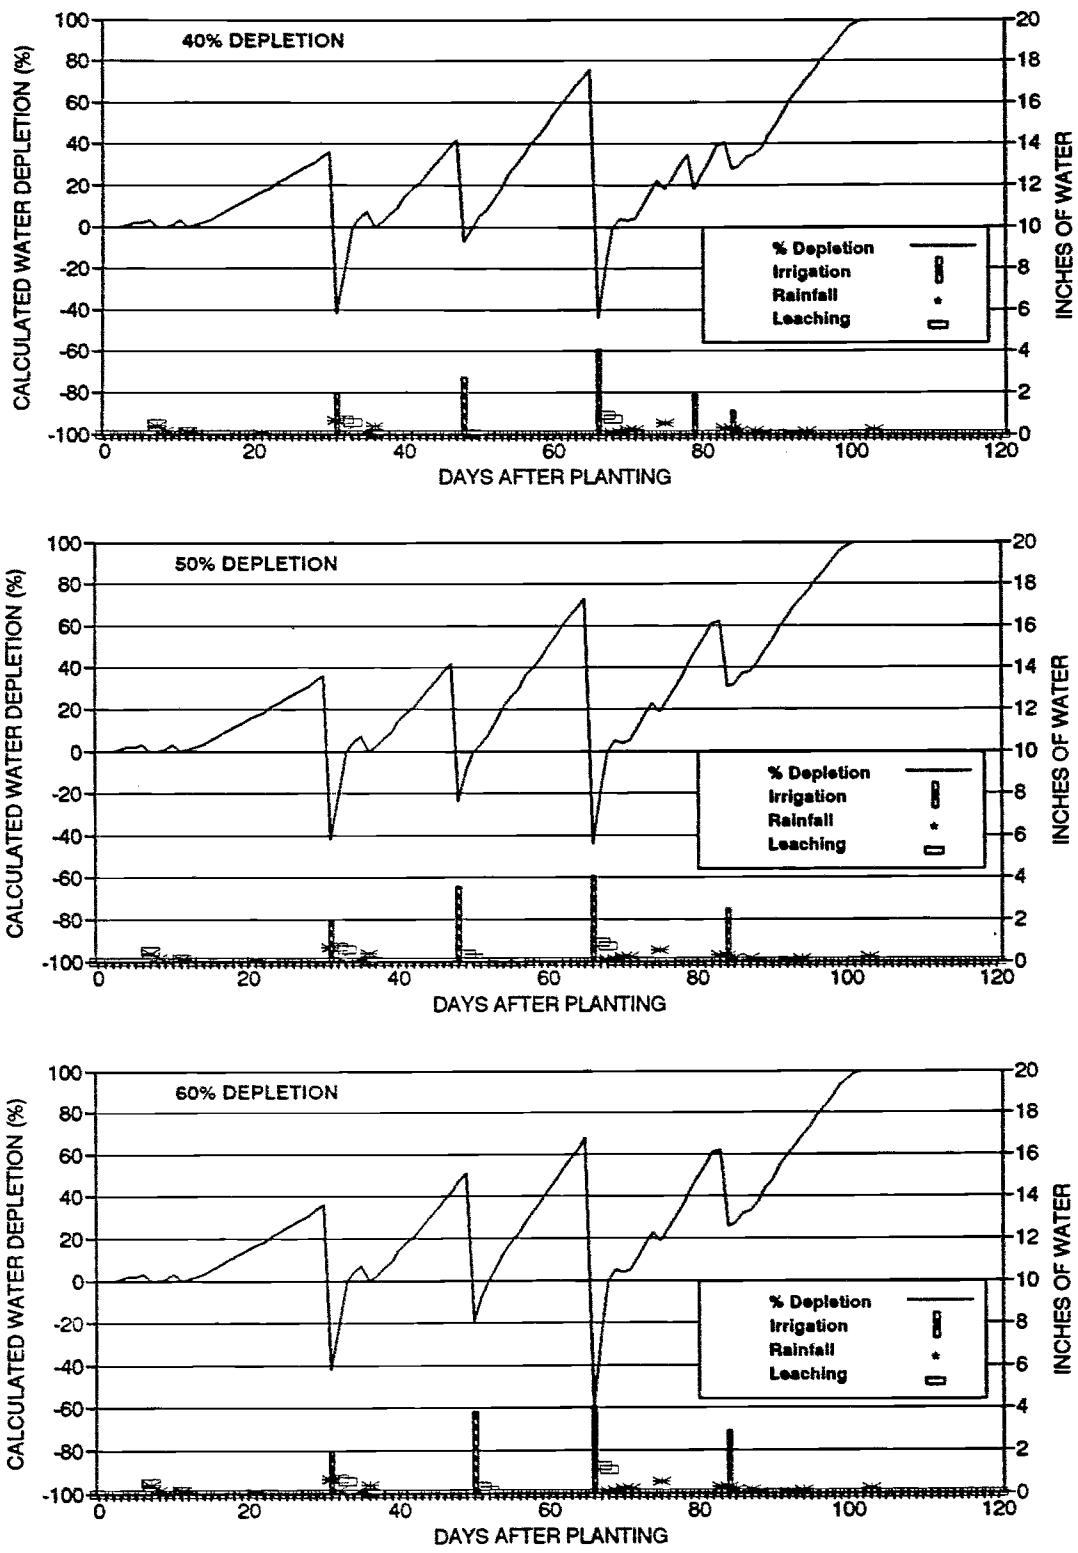 40% DEPLETION
CALCULATED WATER DEPLETION (%)
100
80
60
40
20
0
-20
-40
-60
-80
-100
20
18
16
14
12
10
8
6
4
2
0
INCHES OF WATER
% Depletion
Irrigation
Rainfall
Leaching
0 20 40 60 80 100 120
DAYS AFTER PLANTING
50% DEPLETION
CALCULATED WATER DEPLETION (%)
100
80
60
40
20
0
-20
-40
-60
-80
-100
20
18
16
14
12
10
8
6
4
2
0
INCHES OF WATER
% Depletion
Irrigation
Rainfall
Leaching
0 20 40 60 80 100 120
DAYS AFTER PLANTING
60% DEPLETION
CALCULATED WATER DEPLETION (%)
100
80
60
40
20
0
-20
-40
-60
-80
-100
20
18
16
14
12
10
8
6
4
2
0
INCHES OF WATER
% Depletion
Irrigation
Rainfall
Leaching
0 20 40 60 80 100 120
DAYS AFTER PLANTING